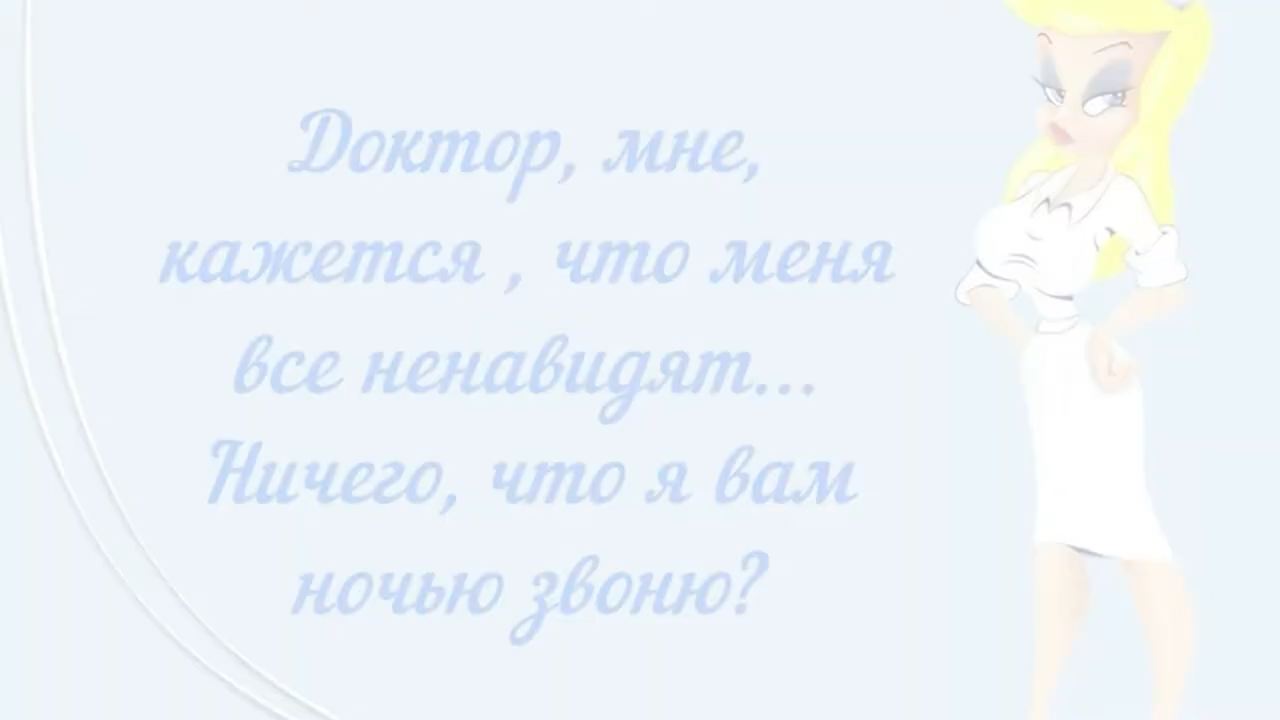 Доктор, мне,
кажется , что меня
все ненавидят...
Ничего, что я вам
ночью звоню?